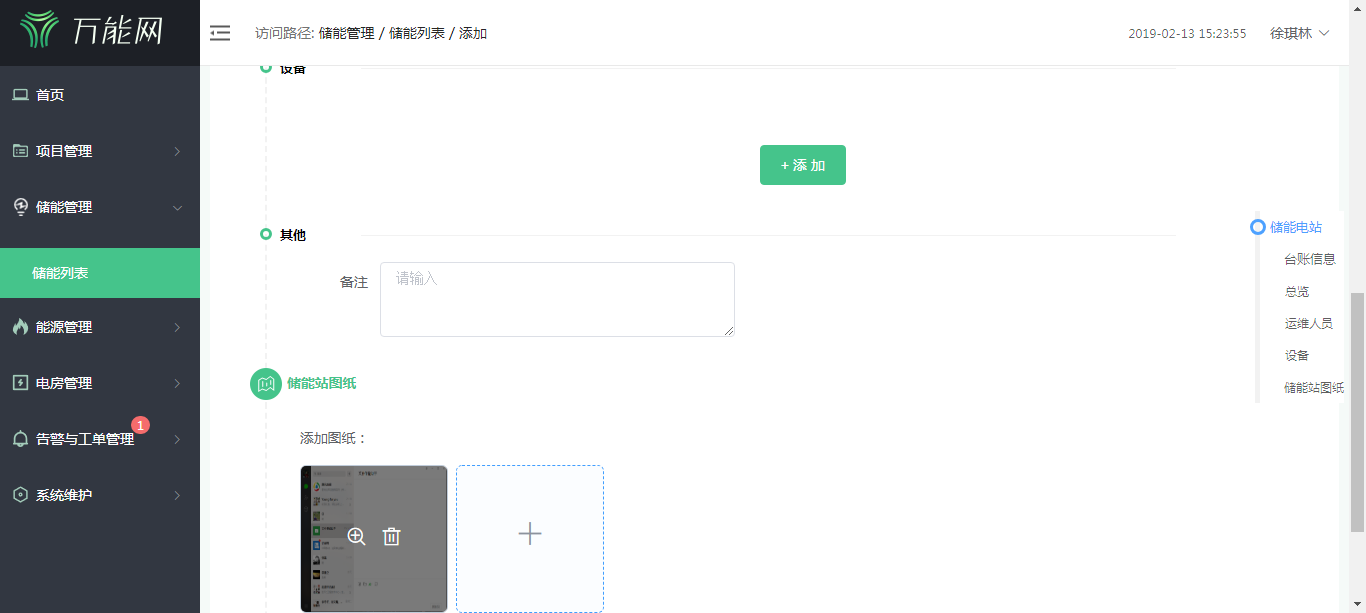 万能网
访问路径: 储能管理 / 储能列表 / 添加
2019-02-13 15:23:55
徐琪林
首页
项目管理
储能管理
储能列表
能源管理
电房管理
告警与工单管理
1
系统维护
设备
+ 添 加
其他
备注
请输入
储能站图纸
添加图纸：
储能电站
台账信息
总览
运维人员
设备
储能站图纸